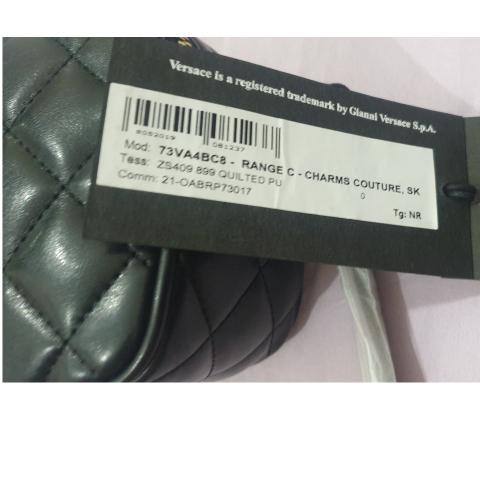 Versace is a registered trademark by Gianni Versace S.p.A.
8052019 081237
Mod: 73VA4BC8 - RANGE C - CHARMS COUTURE, SK
Tess: ZS409 899 QUILTED PU 0
Comm: 21-OABRP73017 Tg: NR